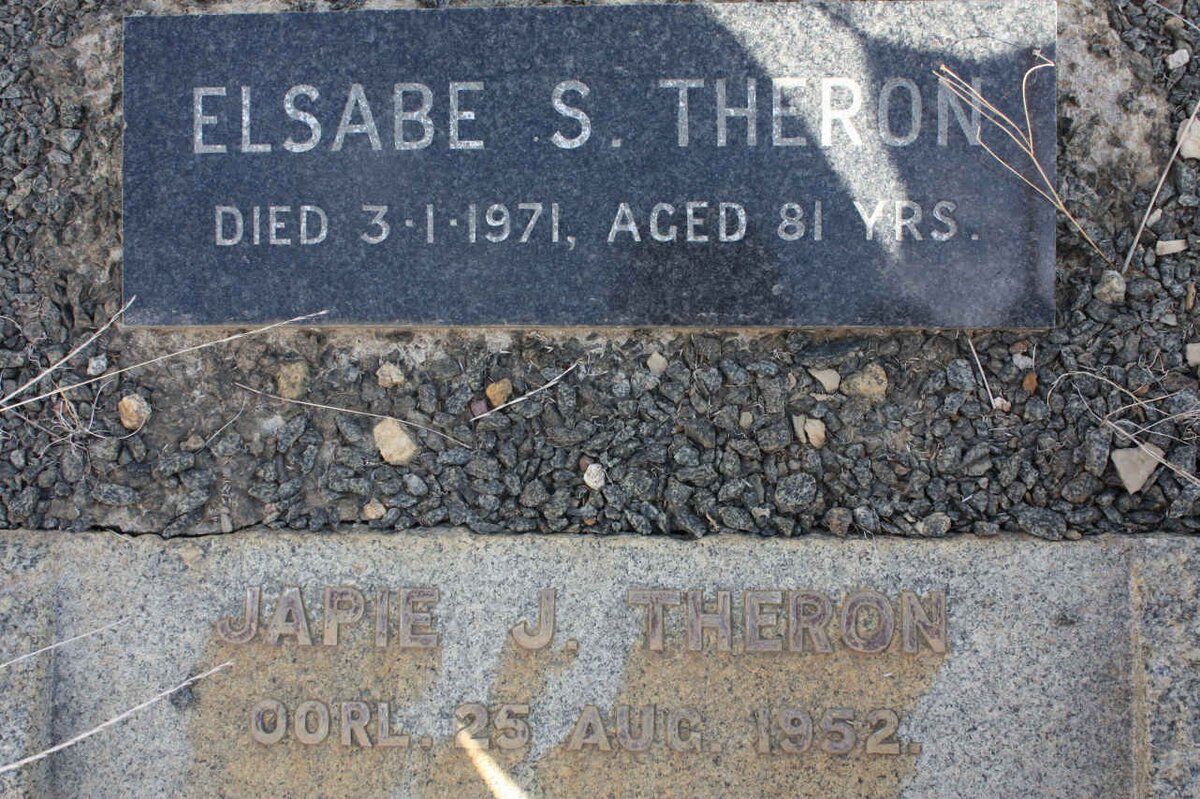 ELSABE S. THERON
DIED 3·1·1971, AGED 81 YRS.
JAPIE J. THERON
OORL. 25 AUG. 1952.